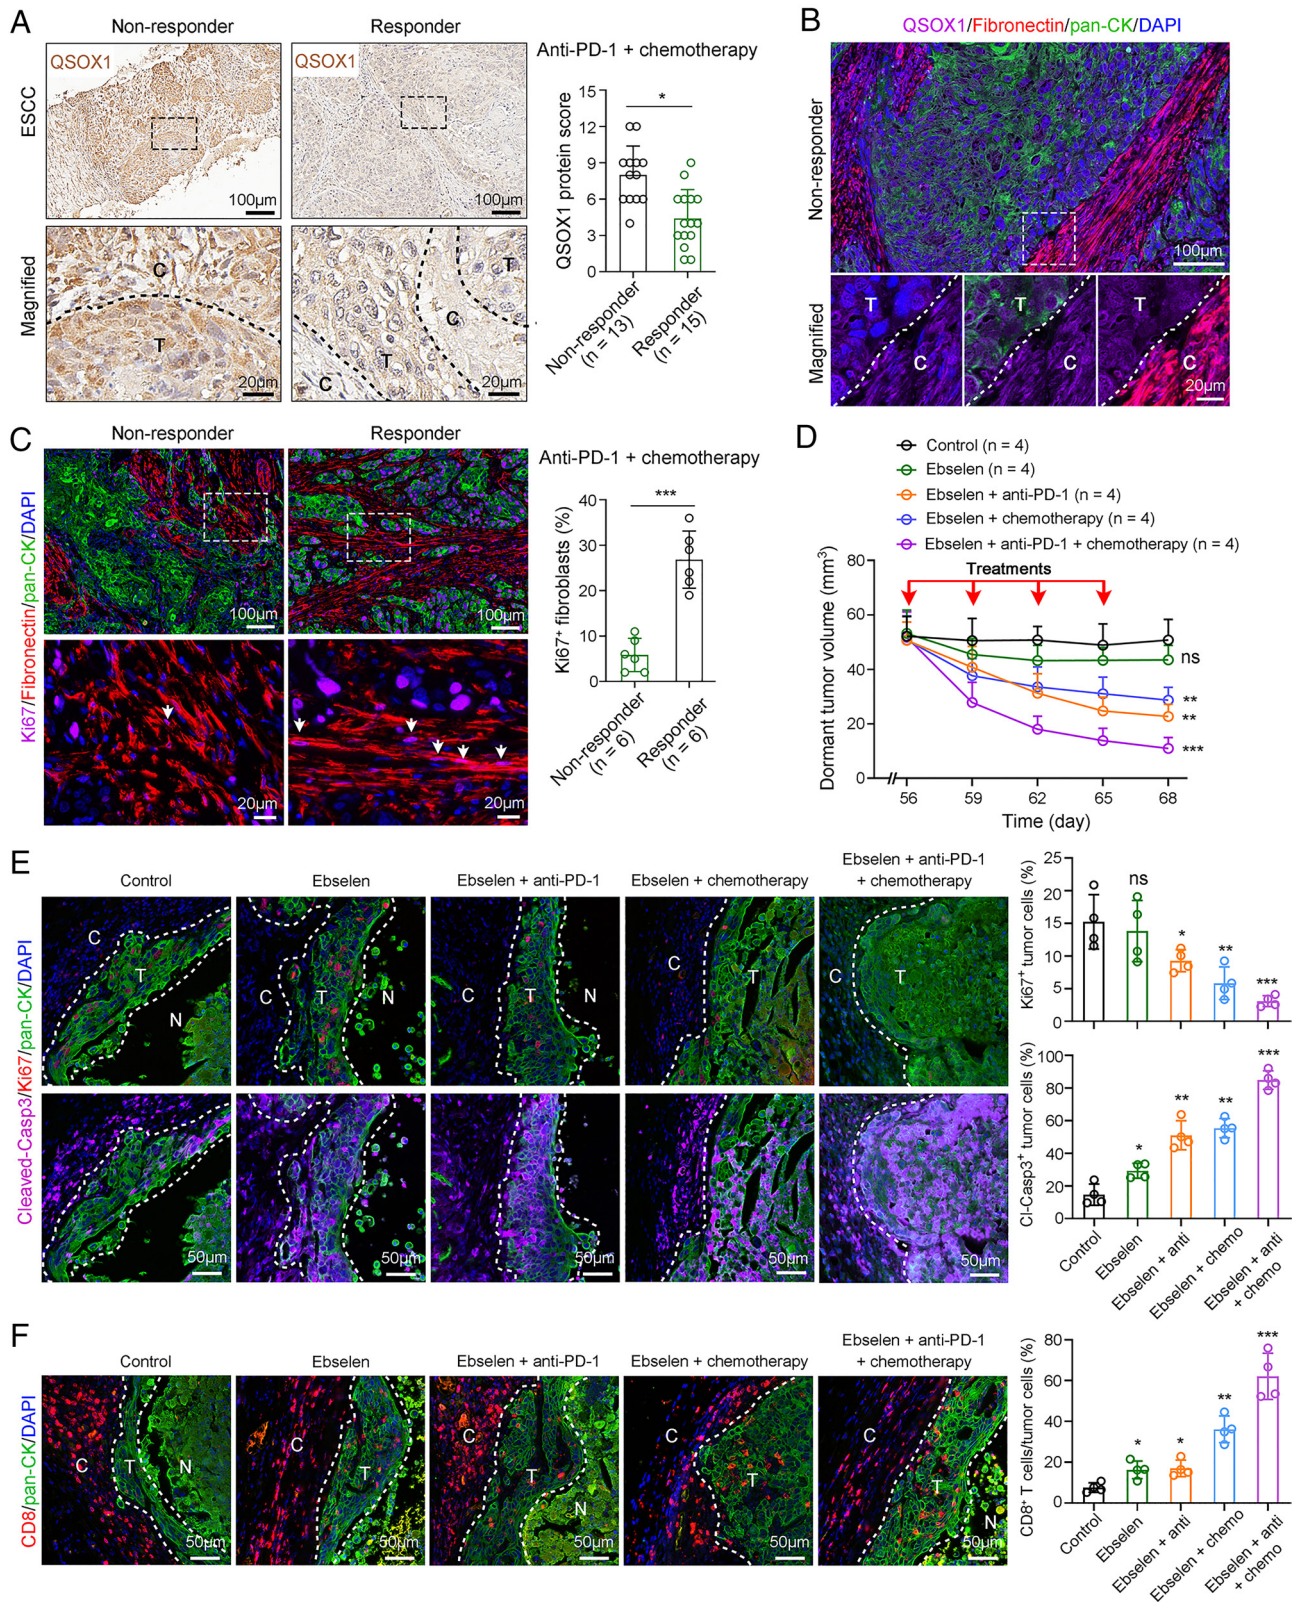 A
Non-responder
Responder
ESCC
QSOX1
QSOX1
100μm
100μm
Magnified
C
T
20μm
T
C
T
C
20μm
Anti-PD-1 + chemotherapy
QSOX1 protein score
15
12
9
6
3
0
*
Non-responder
(n = 13)
Responder
(n = 15)
B
QSOX1/Fibronectin/pan-CK/DAPI
Non-responder
100μm
Magnified
T
C
T
C
T
C
20μm
C
Non-responder
Responder
Ki67/Fibronectin/pan-CK/DAPI
100μm
100μm
20μm
20μm
Anti-PD-1 + chemotherapy
Ki67+ fibroblasts (%)
40
30
20
10
0
***
Non-responder
(n = 6)
Responder
(n = 6)
D
Control (n = 4)
Ebselen (n = 4)
Ebselen + anti-PD-1 (n = 4)
Ebselen + chemotherapy (n = 4)
Ebselen + anti-PD-1 + chemotherapy (n = 4)
Dormant tumor volume (mm3)
80
60
40
20
0
Treatments
ns
**
**
***
56
59
62
65
68
Time (day)
E
Control
Ebselen
Ebselen + anti-PD-1
Ebselen + chemotherapy
Ebselen + anti-PD-1
+ chemotherapy
Cleaved-Casp3/Ki67/pan-CK/DAPI
C
T
N
C
T
N
C
T
N
C
T
C
T
50μm
50μm
50μm
50μm
50μm
Ki67+ tumor cells (%)
25
20
15
10
5
0
ns
*
**
***
Cl-Casp3+ tumor cells (%)
100
80
60
40
20
0
*
**
**
***
Control
Ebselen
Ebselen + anti
Ebselen + chemo
Ebselen + anti
+ chemo
F
Control
Ebselen
Ebselen + anti-PD-1
Ebselen + chemotherapy
Ebselen + anti-PD-1
+ chemotherapy
CD8/pan-CK/DAPI
C
T
N
50μm
C
T
50μm
C
T
N
50μm
C
T
50μm
C
T
N
50μm
CD8+ T cells/tumor cells (%)
80
60
40
20
0
*
*
**
***
Control
Ebselen
Ebselen + anti
Ebselen + chemo
Ebselen + anti
+ chemo